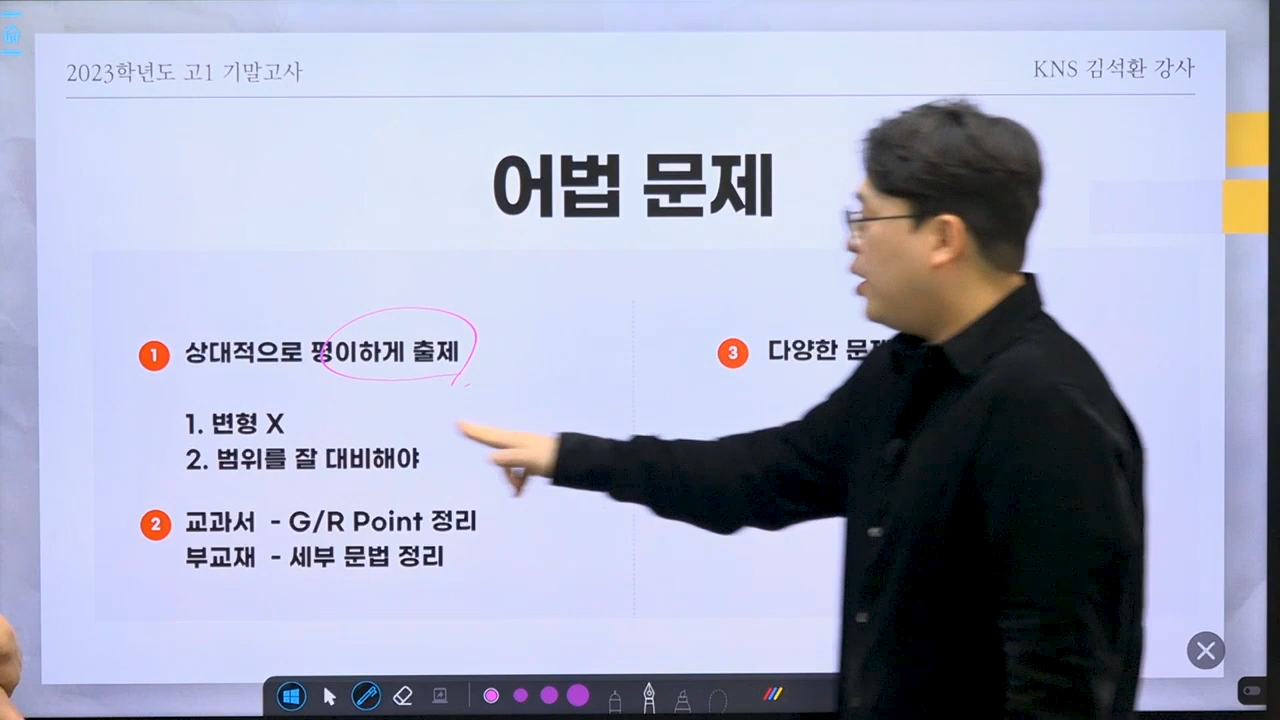 2023학년도 고1 기말고사
KNS 김석환 강사
어법 문제
1 상대적으로 평이하게 출제
1. 변형 X
2. 범위를 잘 대비해야
2 교과서 - G/R Point 정리
부교재 - 세부 문법 정리
3 다양한